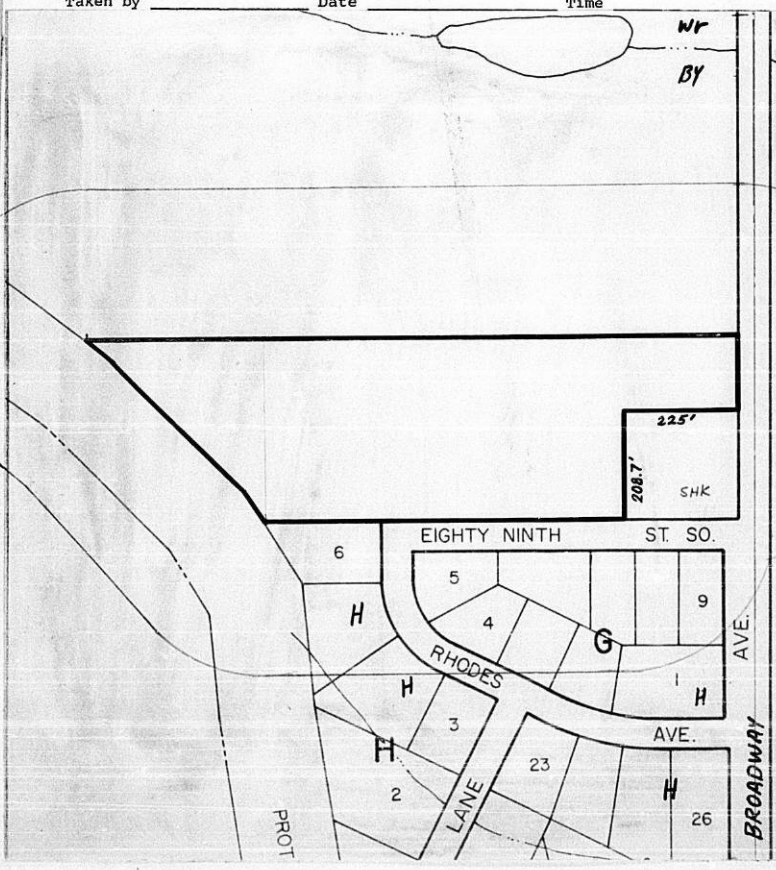 Taken by Date Time
Wr
BY
225'
208.7'
SHK
EIGHTY NINTH ST. SO.
6
5
9
H
4
G
AVE.
RHODES
1
H
H
3
AVE.
H
23
BROADWAY
2
LANE
H
26
PROT